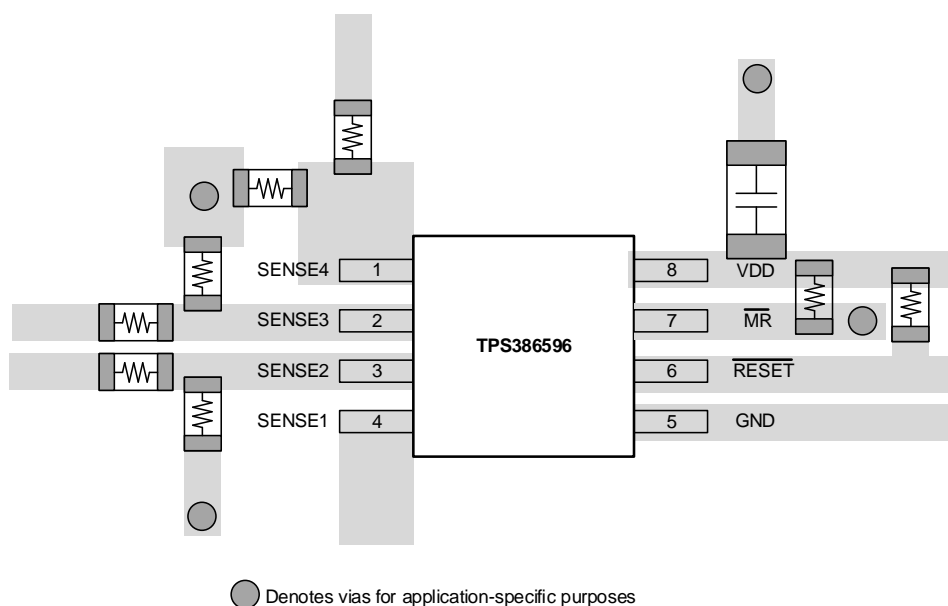 SENSE4 1 8 VDD
SENSE3 2 7 MR
TPS386596
SENSE2 3 6 RESET
SENSE1 4 5 GND
Denotes vias for application-specific purposes